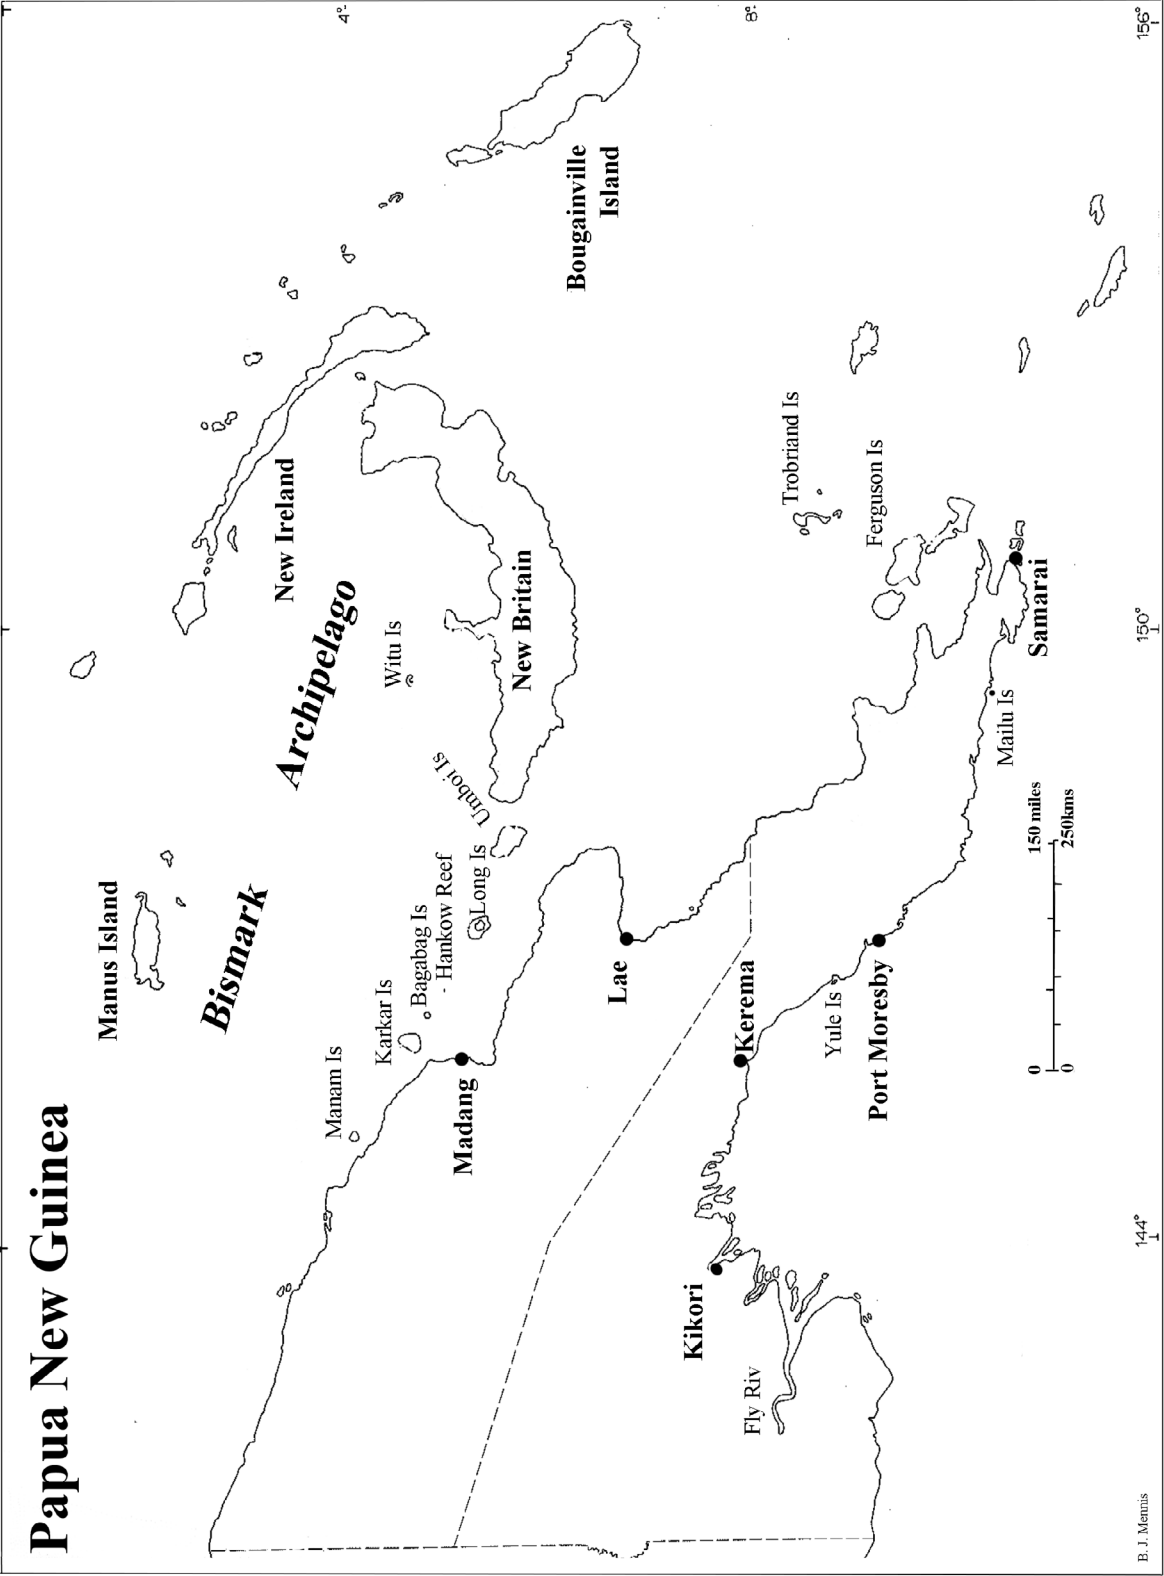 Papua New Guinea
4°
8°
156°
150°
144°
Manus Island
Bismark
Archipelago
New Ireland
New Britain
Bougainville
Island
Witu Is
Umboi Is
Long Is
- Hankow Reef
Bagabag Is
Karkar Is
Manam Is
Madang
Lae
Kerema
Kikori
Fly Riv
Yule Is
Port Moresby
Mailu Is
Samarai
Ferguson Is
Trobriand Is
0 150 miles
0 250kms
B. J. Mennis